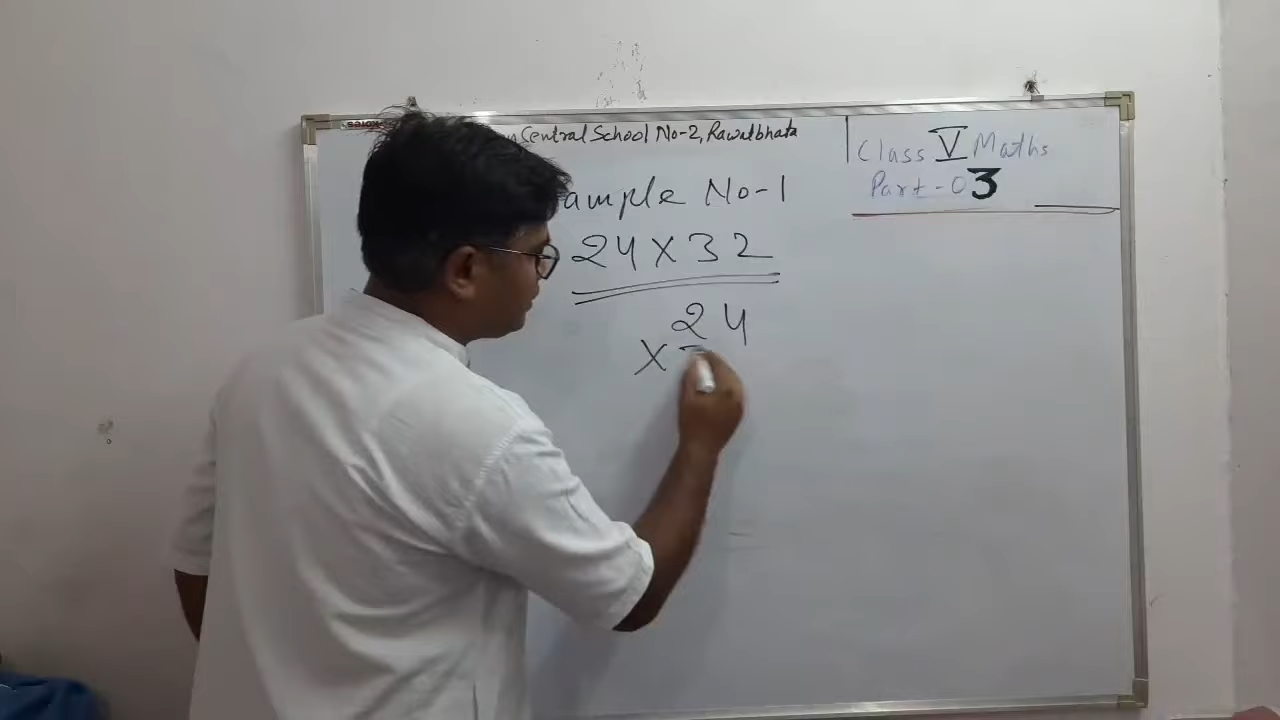 Central School No-2, Rawatbhata
ample No-1
24 X 32
24
X
Class V Maths
Part-03